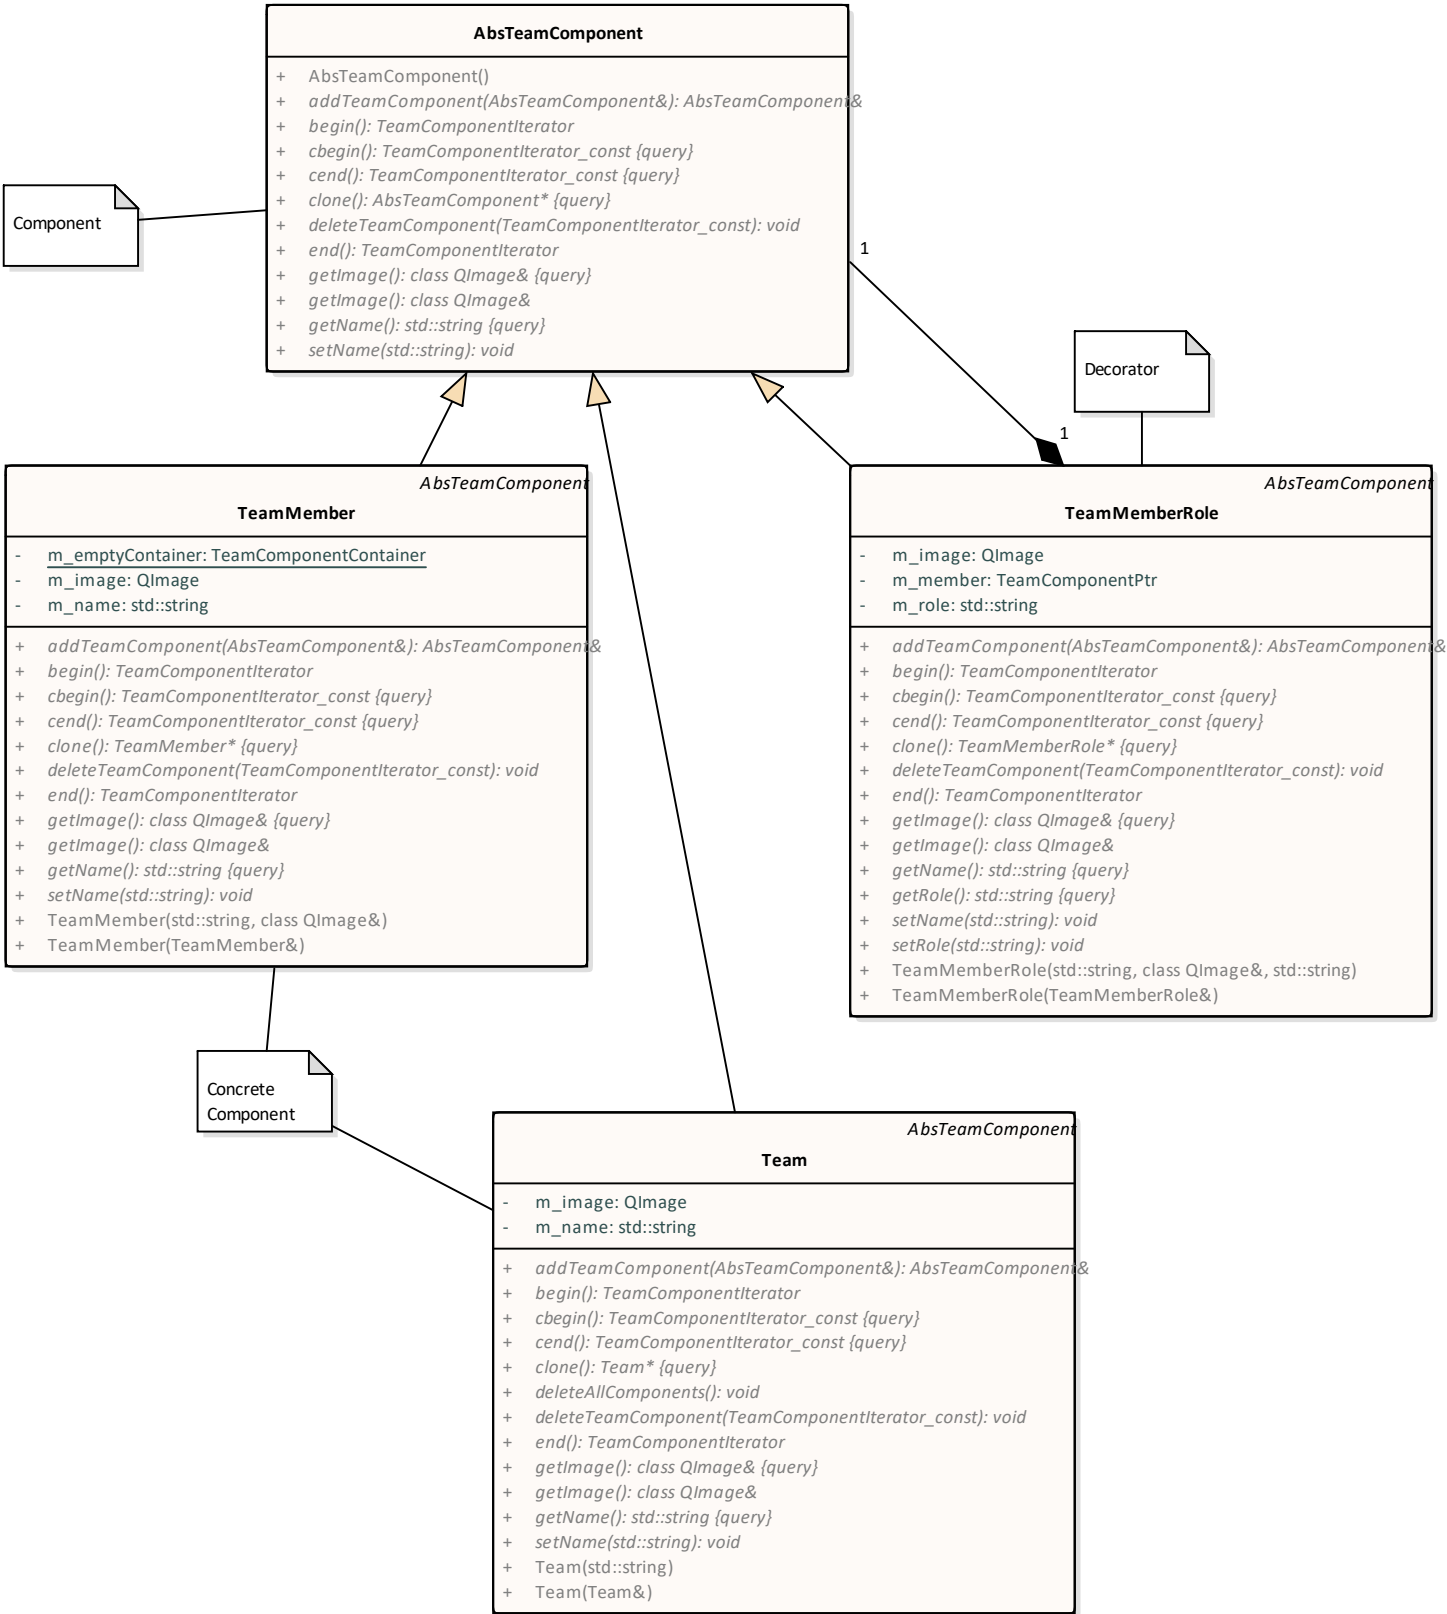 AbsTeamComponent
+ AbsTeamComponent()
+ addTeamComponent(AbsTeamComponent&): AbsTeamComponent&
+ begin(): TeamComponentIterator
+ cbegin(): TeamComponentIterator_const {query}
+ cend(): TeamComponentIterator_const {query}
+ clone(): AbsTeamComponent* {query}
+ deleteTeamComponent(TeamComponentIterator_const): void
+ end(): TeamComponentIterator
+ getImage(): class QImage& {query}
+ getImage(): class QImage&
+ getName(): std::string {query}
+ setName(std::string): void
Component
1
Decorator
1
AbsTeamComponent
TeamMember
- m_emptyContainer: TeamComponentContainer
- m_image: QImage
- m_name: std::string
+ addTeamComponent(AbsTeamComponent&): AbsTeamComponent&
+ begin(): TeamComponentIterator
+ cbegin(): TeamComponentIterator_const {query}
+ cend(): TeamComponentIterator_const {query}
+ clone(): TeamMember* {query}
+ deleteTeamComponent(TeamComponentIterator_const): void
+ end(): TeamComponentIterator
+ getImage(): class QImage& {query}
+ getImage(): class QImage&
+ getName(): std::string {query}
+ setName(std::string): void
+ TeamMember(std::string, class QImage&)
+ TeamMember(TeamMember&)
AbsTeamComponent
TeamMemberRole
- m_image: QImage
- m_member: TeamComponentPtr
- m_role: std::string
+ addTeamComponent(AbsTeamComponent&): AbsTeamComponent&
+ begin(): TeamComponentIterator
+ cbegin(): TeamComponentIterator_const {query}
+ cend(): TeamComponentIterator_const {query}
+ clone(): TeamMemberRole* {query}
+ deleteTeamComponent(TeamComponentIterator_const): void
+ end(): TeamComponentIterator
+ getImage(): class QImage& {query}
+ getImage(): class QImage&
+ getName(): std::string {query}
+ getRole(): std::string {query}
+ setName(std::string): void
+ setRole(std::string): void
+ TeamMemberRole(std::string, class QImage&, std::string)
+ TeamMemberRole(TeamMemberRole&)
Concrete
Component
AbsTeamComponent
Team
- m_image: QImage
- m_name: std::string
+ addTeamComponent(AbsTeamComponent&): AbsTeamComponent&
+ begin(): TeamComponentIterator
+ cbegin(): TeamComponentIterator_const {query}
+ cend(): TeamComponentIterator_const {query}
+ clone(): Team* {query}
+ deleteAllComponents(): void
+ deleteTeamComponent(TeamComponentIterator_const): void
+ end(): TeamComponentIterator
+ getImage(): class QImage& {query}
+ getImage(): class QImage&
+ getName(): std::string {query}
+ setName(std::string): void
+ Team(std::string)
+ Team(Team&)